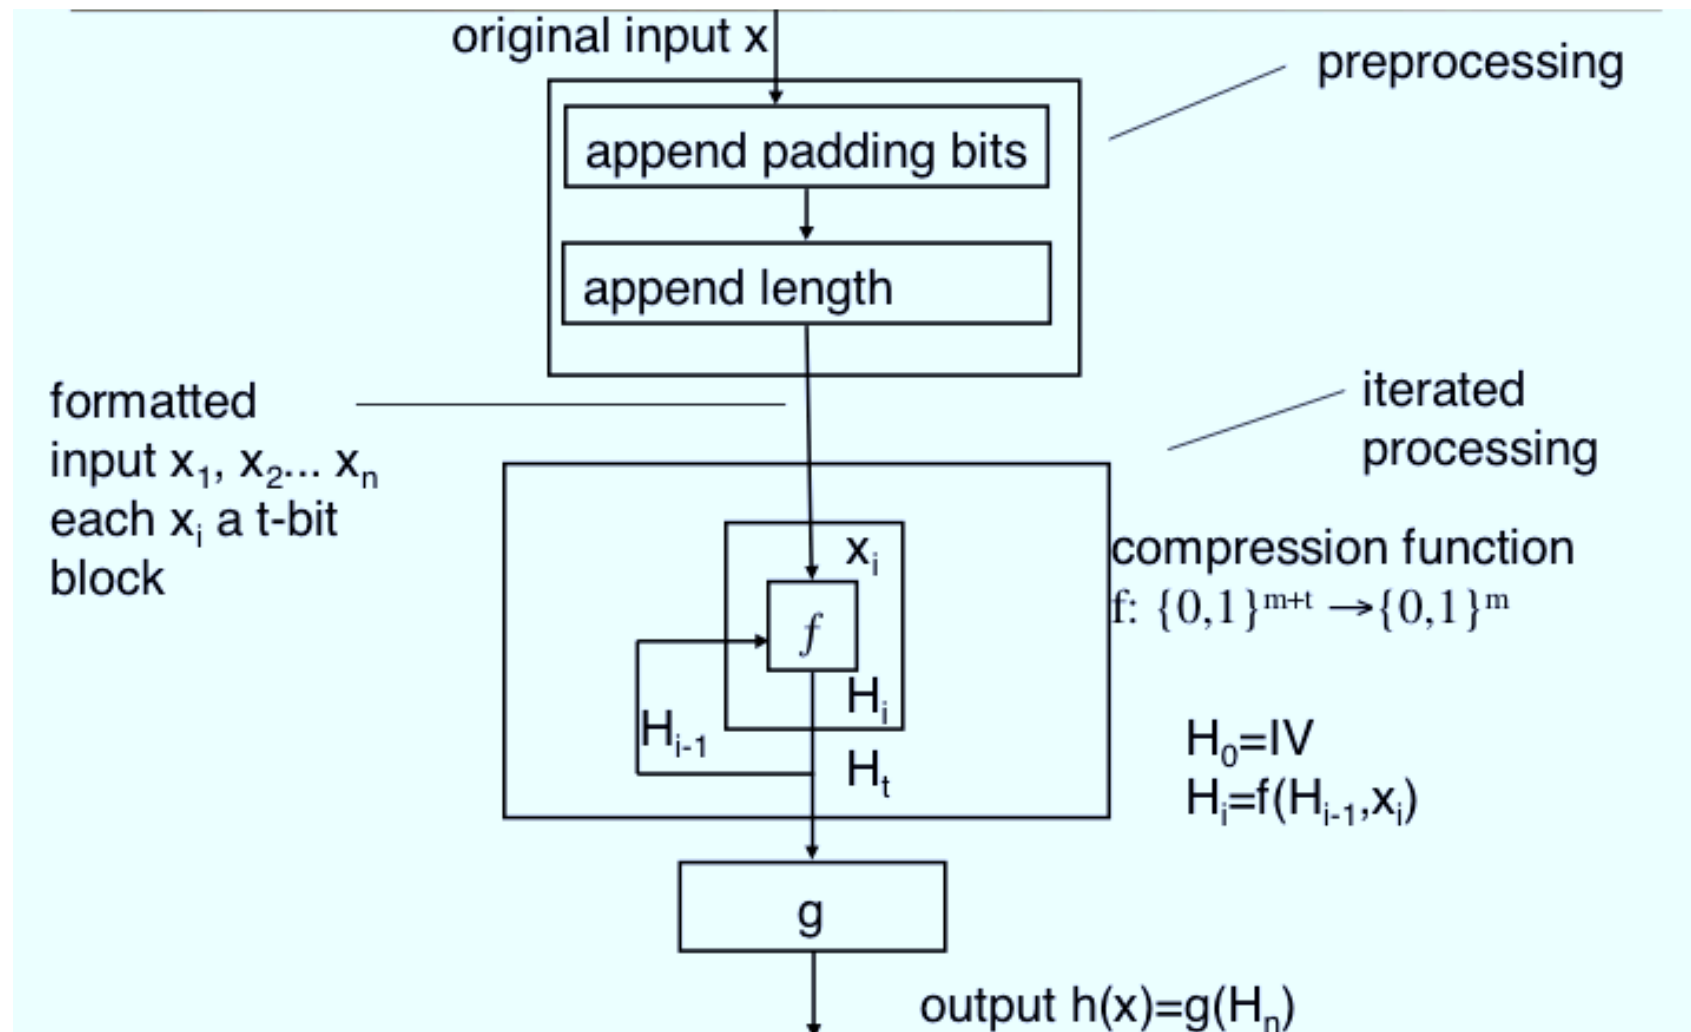 original input x
preprocessing
append padding bits
append length
formatted
input x₁, x₂... xₙ
each xᵢ a t-bit
block
iterated
processing
xᵢ
compression function
f: {0,1}ᵐ⁺ᵗ →{0,1}ᵐ
f
Hᵢ
Hᵢ₋₁
Hₜ
H₀=IV
Hᵢ=f(Hᵢ₋₁,xᵢ)
g
output h(x)=g(Hₙ)